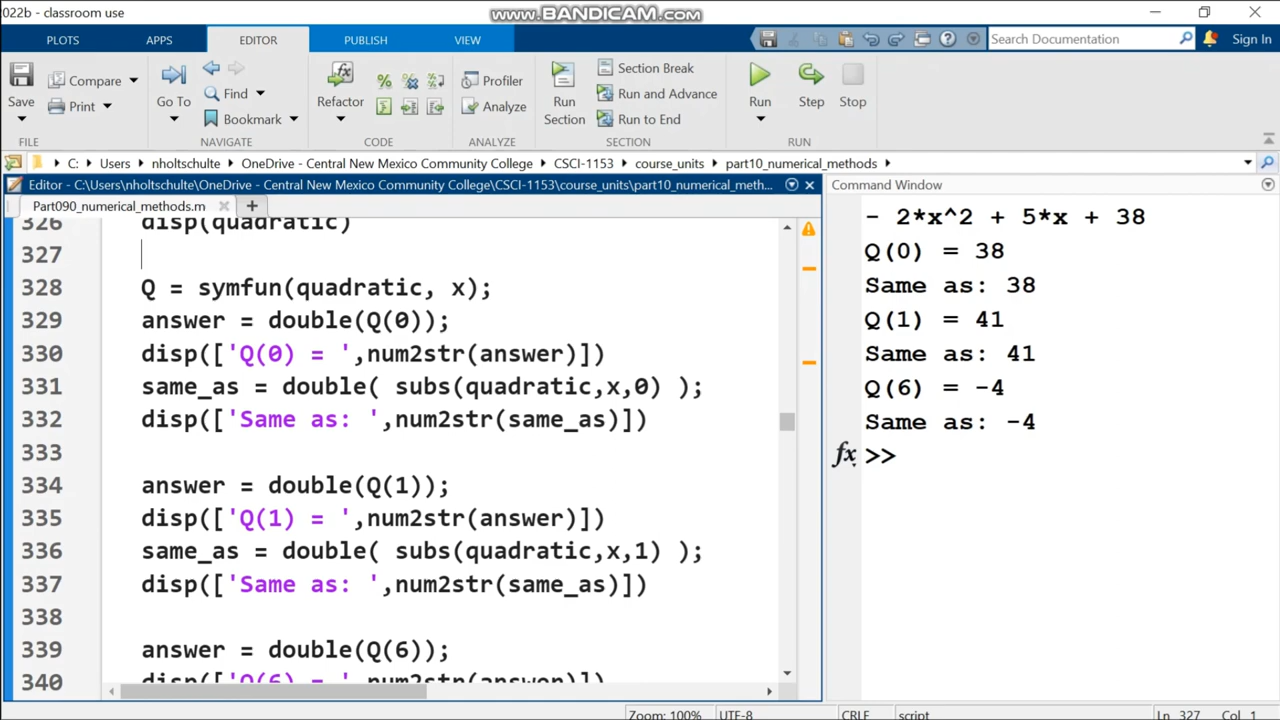 2022b - classroom use
www.BANDICAM.com
PLOTS APPS EDITOR PUBLISH VIEW
Search Documentation
Sign In
Save
Compare
Print
Go To
Find
Bookmark
Refactor
Profiler
Analyze
Run Section
Section Break
Run and Advance
Run to End
Run
Step
Stop
FILE NAVIGATE CODE ANALYZE SECTION RUN
C: Users nholtschulte OneDrive - Central New Mexico Community College CSCI-1153 course_units part10_numerical_methods
Editor - C:\Users\nholtschulte\OneDrive - Central New Mexico Community College\CSCI-1153\course_units\part10_numerical_meth...
Part090_numerical_methods.m
326 disp(quadratic)
327
328 Q = symfun(quadratic, x);
329 answer = double(Q(0));
330 disp(['Q(0) = ',num2str(answer)])
331 same_as = double( subs(quadratic,x,0) );
332 disp(['Same as: ',num2str(same_as)])
333
334 answer = double(Q(1));
335 disp(['Q(1) = ',num2str(answer)])
336 same_as = double( subs(quadratic,x,1) );
337 disp(['Same as: ',num2str(same_as)])
338
339 answer = double(Q(6));
340 disp(['Q(6) = ',num2str(answer)])
Command Window
- 2*x^2 + 5*x + 38
Q(0) = 38
Same as: 38
Q(1) = 41
Same as: 41
Q(6) = -4
Same as: -4
fx >>
Zoom: 100% UTF-8 CRLF script Ln 327 Col 1